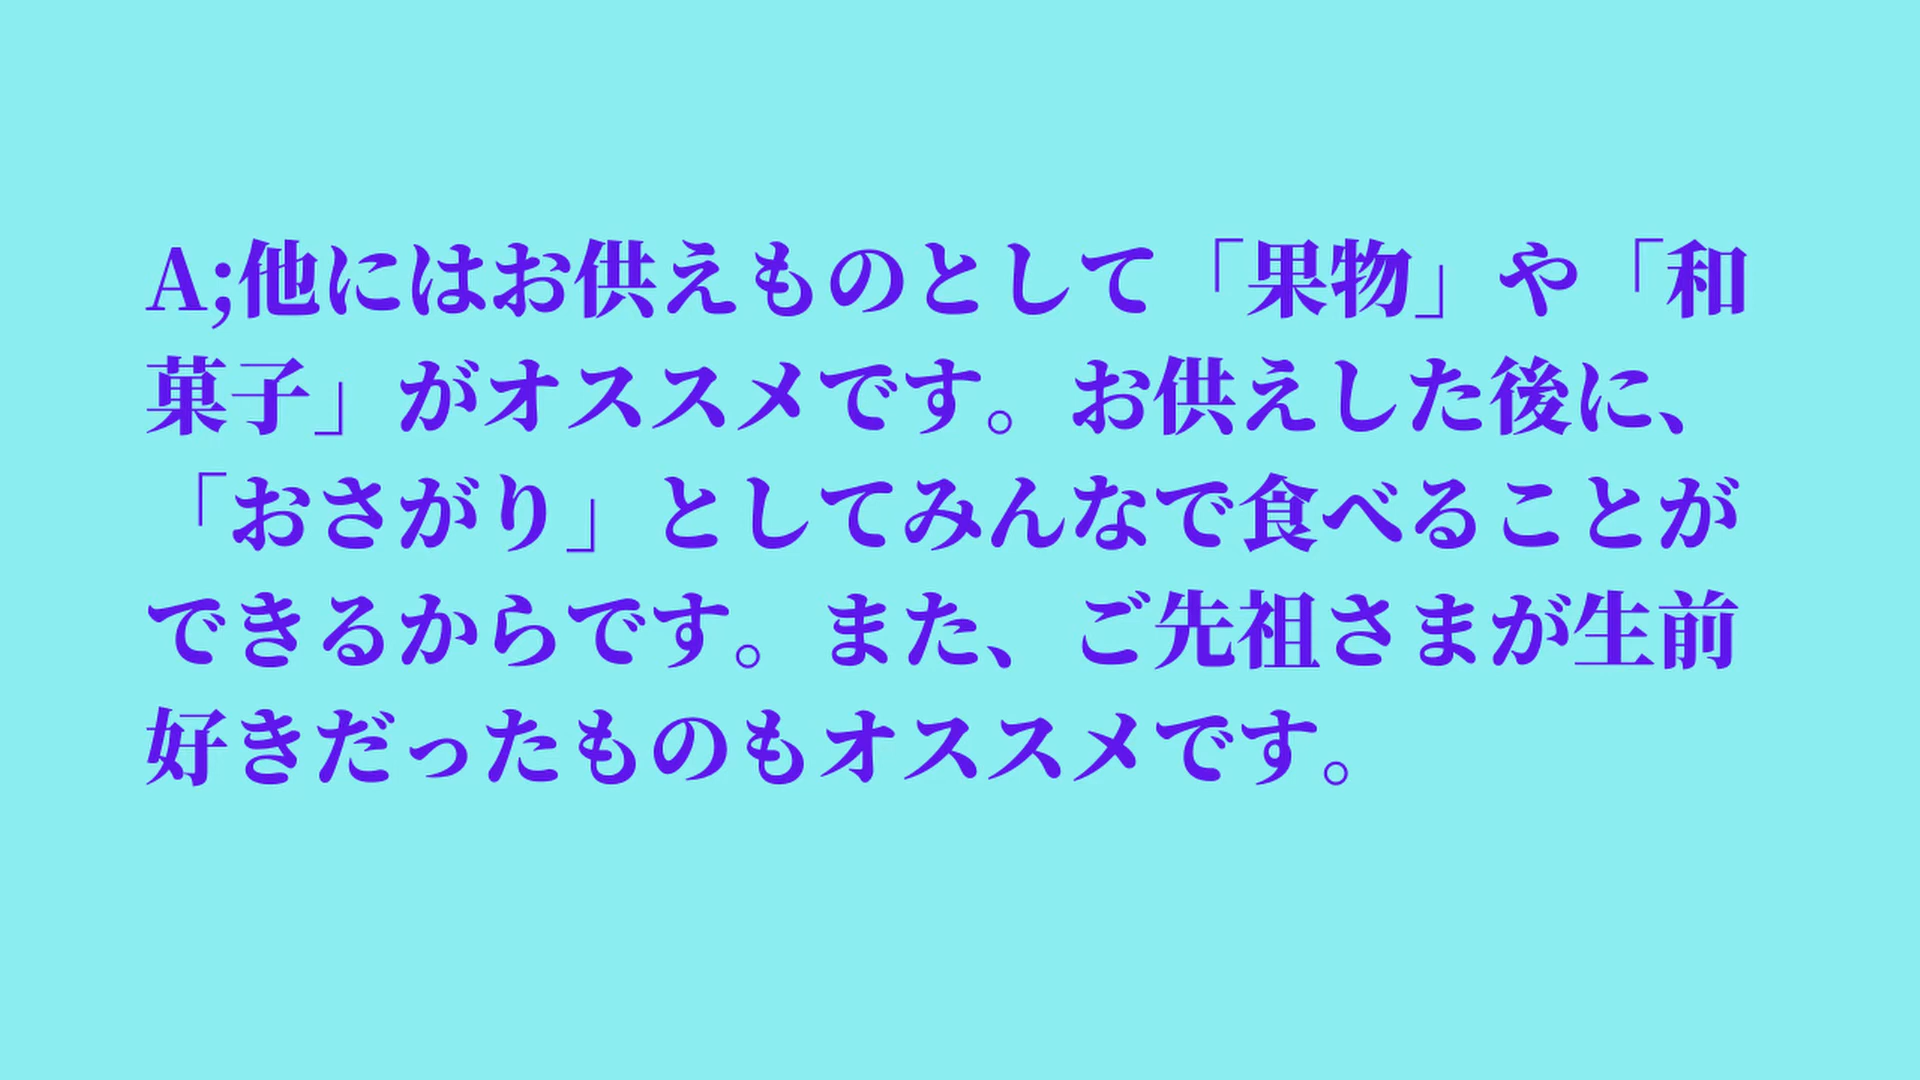 A;他にはお供えものとして「果物」や「和
菓子」がオススメです。お供えした後に、
「おさがり」としてみんなで食べることが
できるからです。また、ご先祖さまが生前
好きだったものもオススメです。